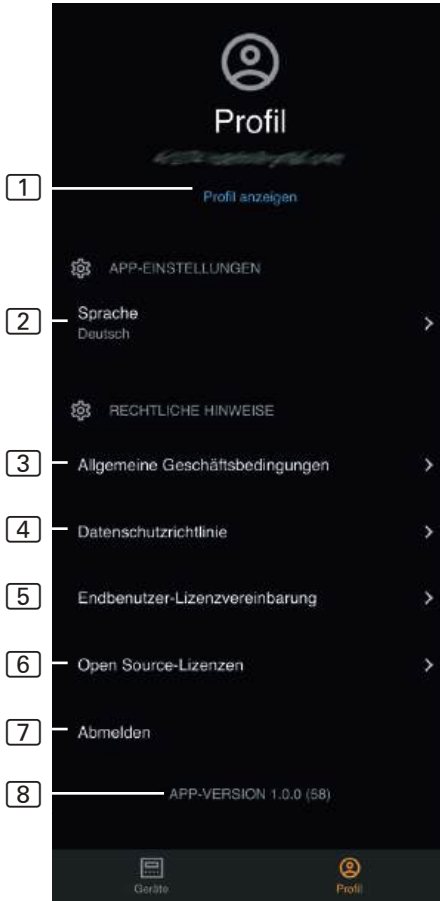 Profil
1
Profil anzeigen
APP-EINSTELLUNGEN
2
Sprache
Deutsch
RECHTLICHE HINWEISE
3
Allgemeine Geschäftsbedingungen
4
Datenschutzrichtlinie
5
Endbenutzer-Lizenzvereinbarung
6
Open Source-Lizenzen
7
Abmelden
8
APP-VERSION 1.0.0 (58)
Geräte
Profil